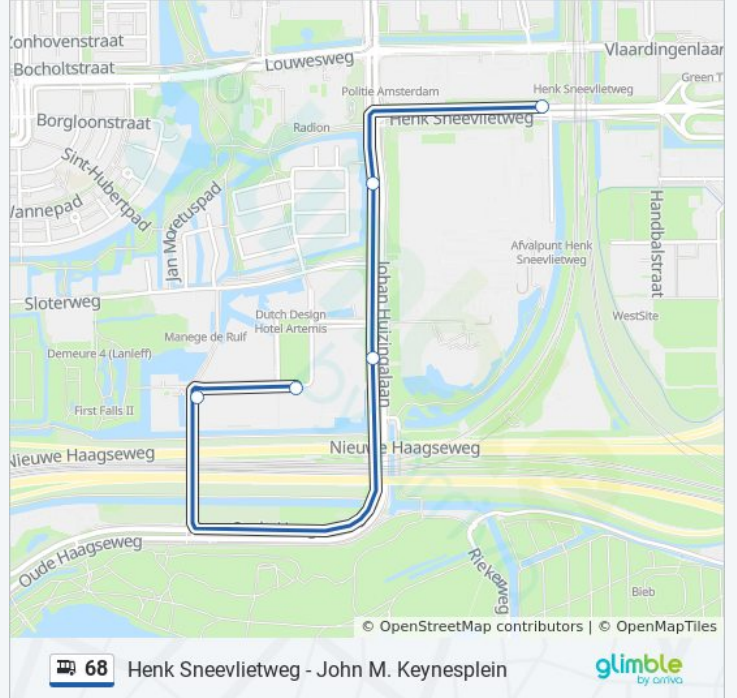 Zonhovenstraat
Bocholtstraat
Louwesweg
Vlaardingenlaan
Politie Amsterdam
Henk Sneevlietweg
Green T
Borgloonstraat
Radion
Henk Sneevlietweg
Sint-Hubertpad
Wannepad
Jan Moretuspad
Handbalstraat
Afvalpunt Henk
Sneevlietweg
Johan Huizingalaan
Sloterweg
Dutch Design
Hotel Artemis
WestSite
Manege de Ruif
Demeure 4 (Lanleff)
First Falls II
Nieuwe Haagseweg
Nieuwe Haagseweg
Oude Haagseweg
Riekerweg
Bieb
© OpenStreetMap contributors | © OpenMapTiles
68 Henk Sneevlietweg - John M. Keynesplein
glimble
by arriva